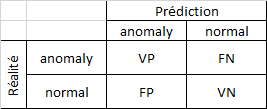 Prédiction
anomaly normal
Réalité
anomaly VP FN
normal FP VN